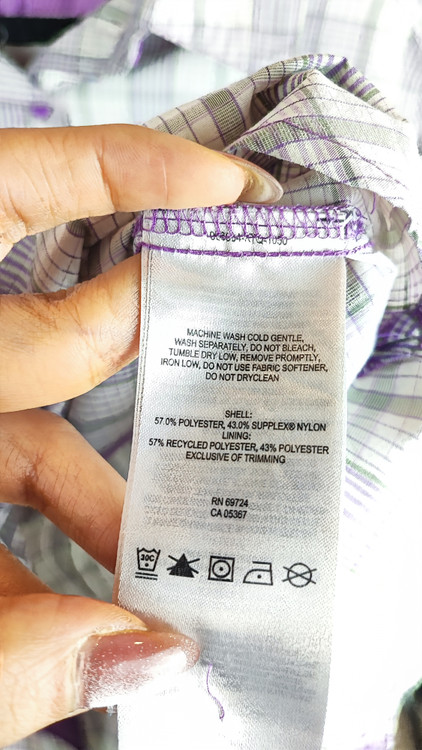 MACHINE WASH COLD GENTLE,
WASH SEPARATELY, DO NOT BLEACH,
TUMBLE DRY LOW, REMOVE PROMPTLY,
IRON LOW, DO NOT USE FABRIC SOFTENER,
DO NOT DRYCLEAN
SHELL:
57.0% POLYESTER, 43.0% SUPPLEX® NYLON
LINING:
57% RECYCLED POLYESTER, 43% POLYESTER
EXCLUSIVE OF TRIMMING
RN 69724
CA 05367
30C